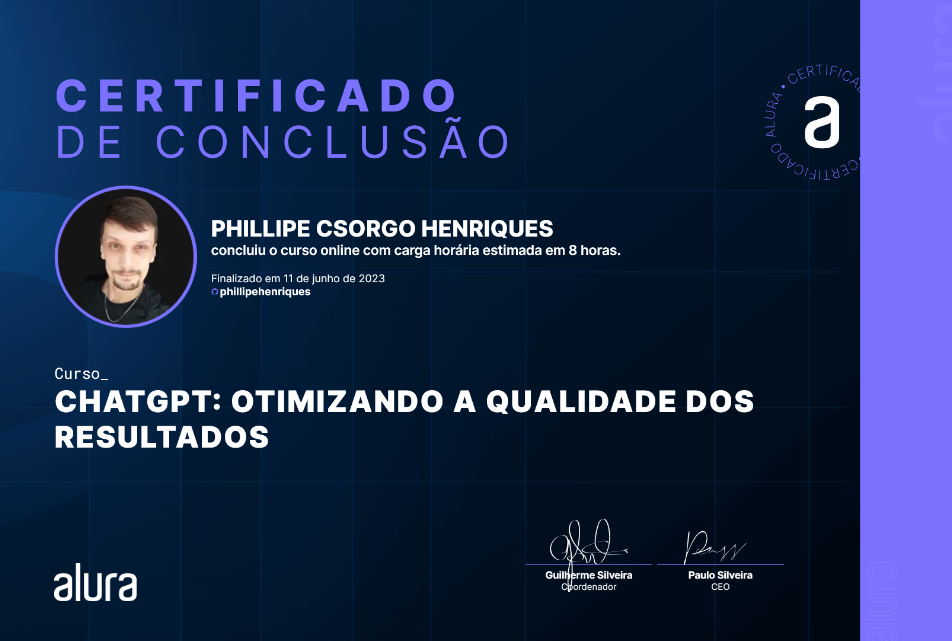 CERTIFICADO
DE CONCLUSÃO
ALURA • CERTIFICA
CERTIFICADO
a
PHILLIPE CSORGO HENRIQUES
concluiu o curso online com carga horária estimada em 8 horas.
Finalizado em 11 de junho de 2023
phillipehenriques
Curso_
CHATGPT: OTIMIZANDO A QUALIDADE DOS
RESULTADOS
alura
Guilherme Silveira
Coordenador
Paulo Silveira
CEO
alura
alura